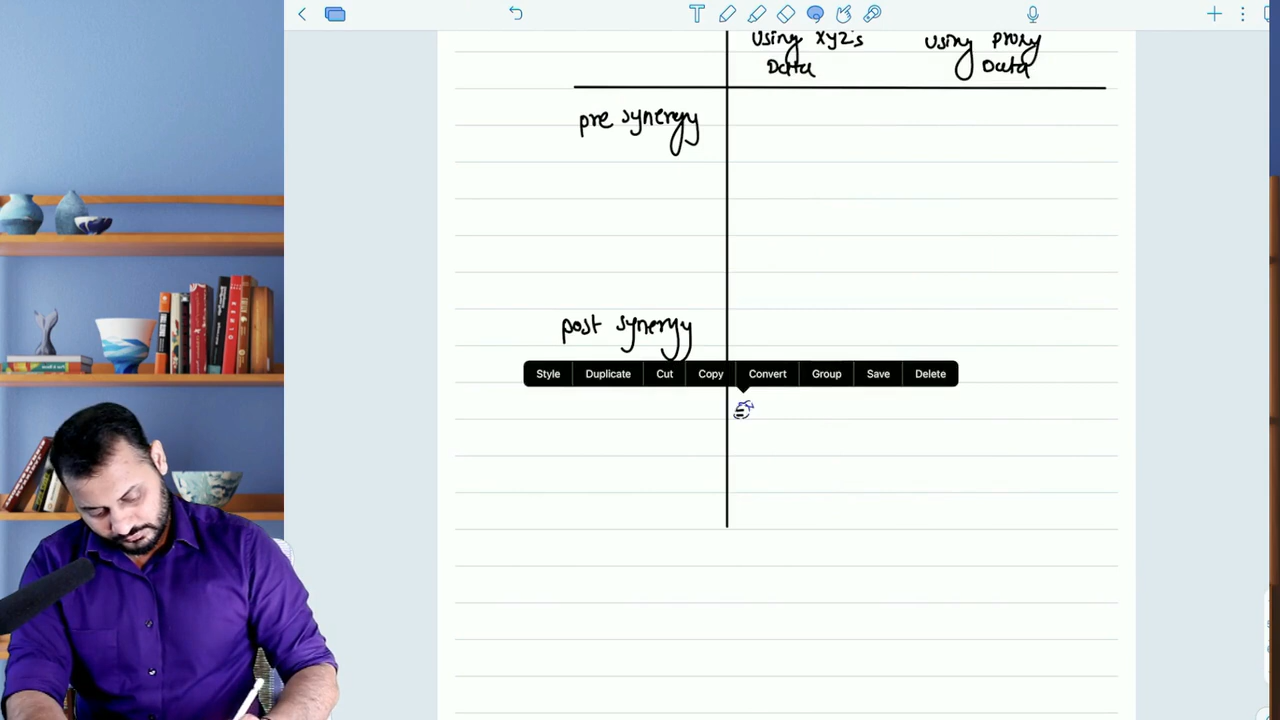 Using XYZ's
Data
Using Proxy
Data
pre synergy
post synergy
Style Duplicate Cut Copy Convert Group Save Delete
=